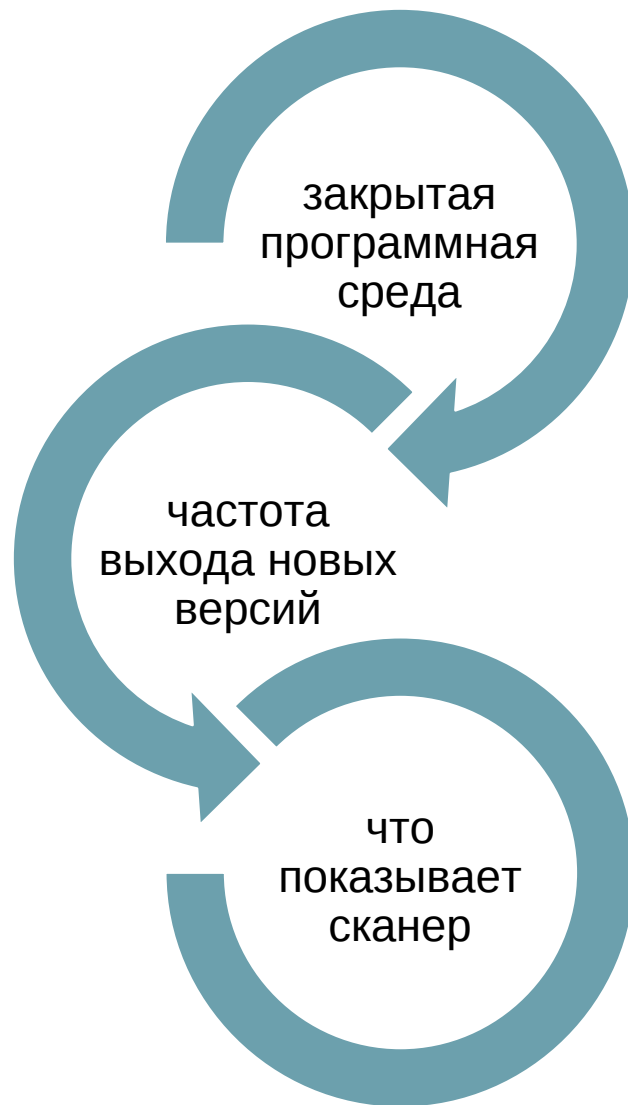 закрытая
программная
среда
частота
выхода новых
версий
что
показывает
сканер